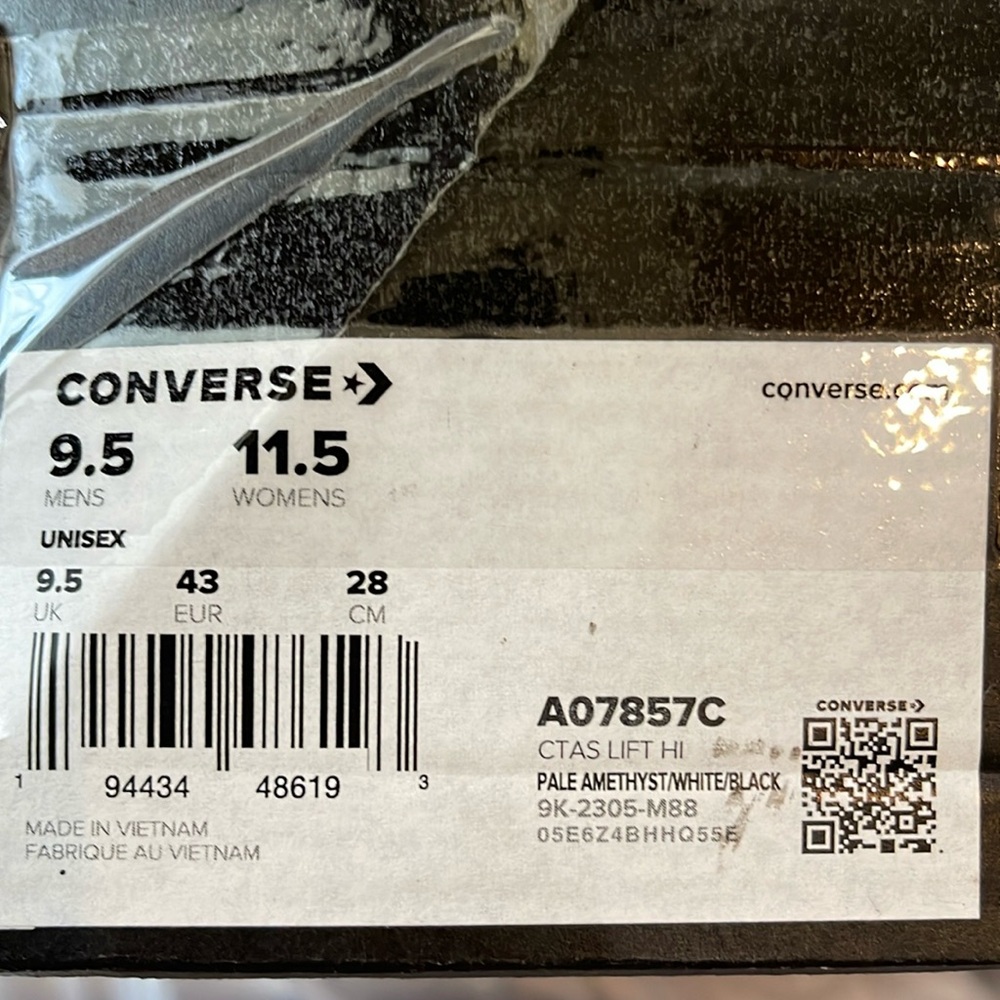 CONVERSE
converse.com
9.5 11.5
MENS WOMENS
UNISEX
9.5 43 28
UK EUR CM
1 94434 48619 3
MADE IN VIETNAM
FABRIQUE AU VIETNAM
A07857C
CTAS LIFT HI
PALE AMETHYST/WHITE/BLACK
9K-2305-M88
05E6Z4BHHQ55E
CONVERSE